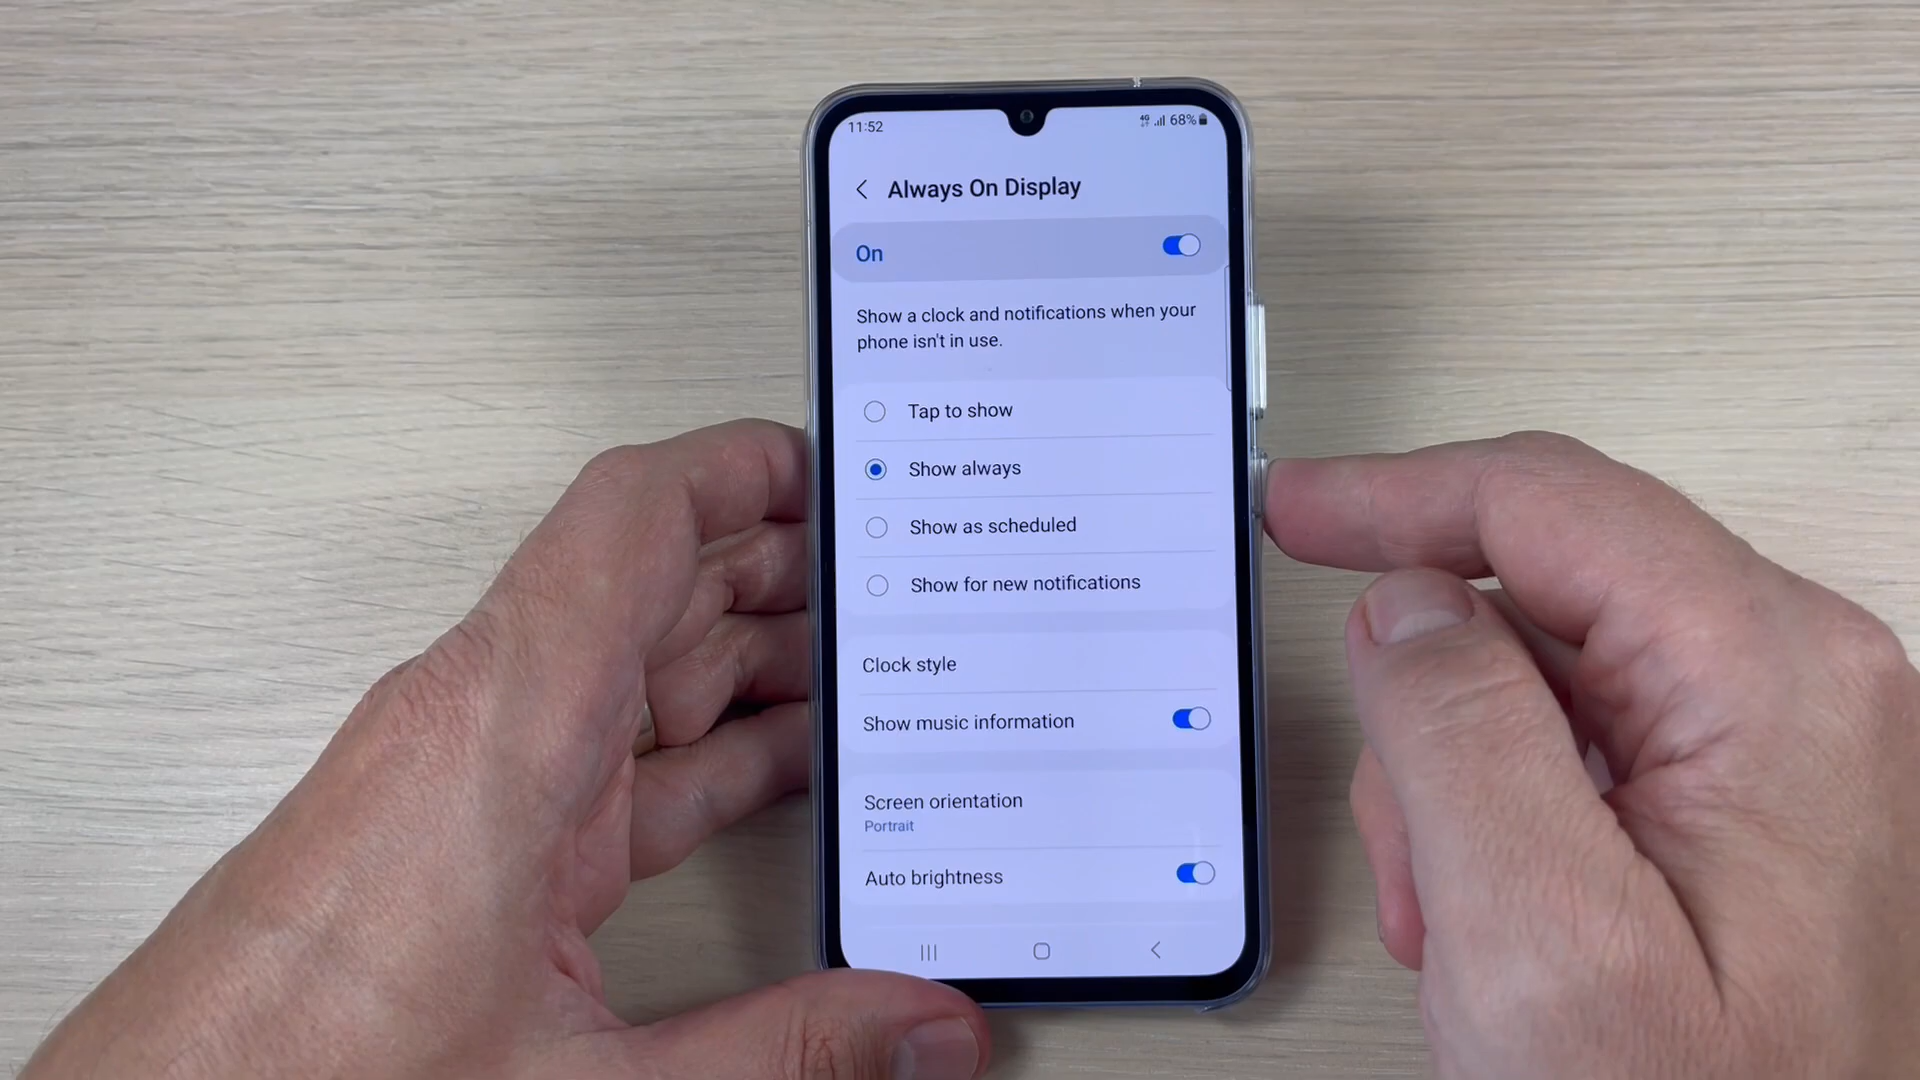 11:52
4G 68%
Always On Display
On
Show a clock and notifications when your
phone isn't in use.
Tap to show
Show always
Show as scheduled
Show for new notifications
Clock style
Show music information
Screen orientation
Portrait
Auto brightness